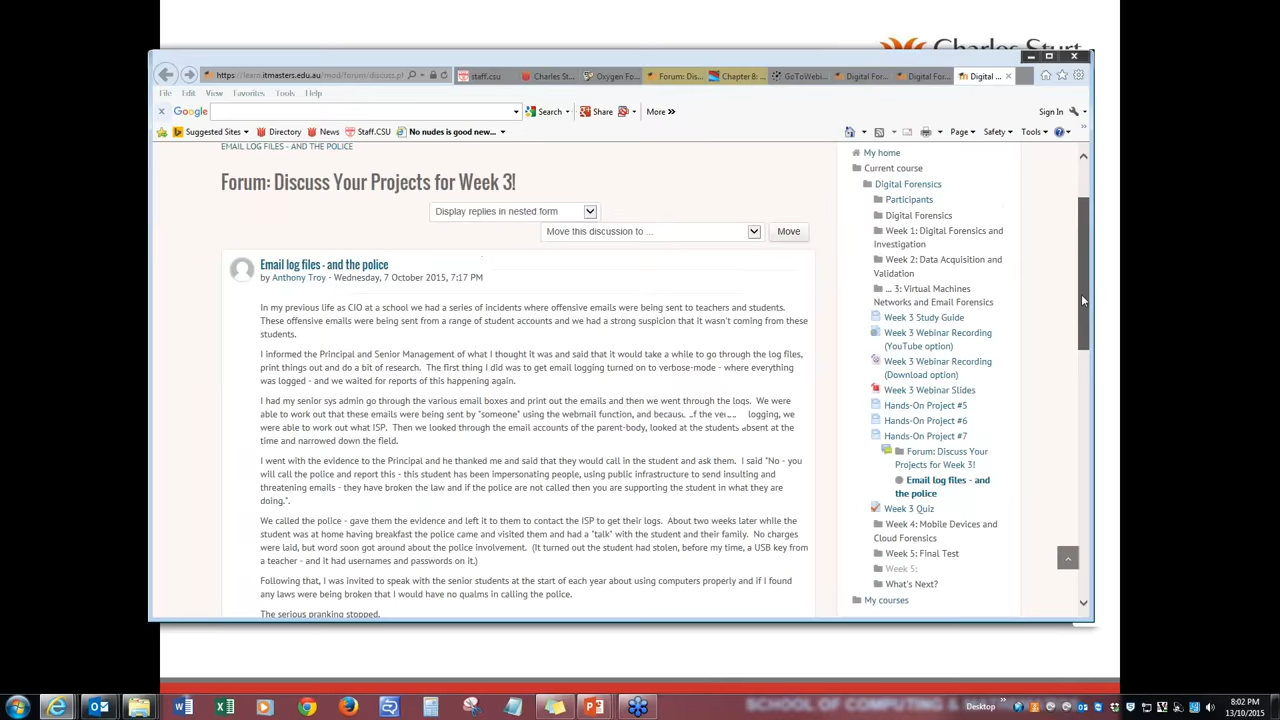 Charles Sturt
https://learn.itmasters.edu.au/mod/forum/discuss.pl
staff.csu
Charles St...
Oxygen Fo...
Forum: Dis...
Chapter 8: ...
GoToWebi...
Digital For...
Digital For...
Digital ...
File Edit View Favorites Tools Help
Google Search Share More »
Sign In
Suggested Sites Directory News Staff.CSU No nudes is good new...
Page Safety Tools
EMAIL LOG FILES - AND THE POLICE
Forum: Discuss Your Projects for Week 3!
Display replies in nested form
Move this discussion to ... Move
Email log files - and the police
by Anthony Troy - Wednesday, 7 October 2015, 7:17 PM
In my previous life as CIO at a school we had a series of incidents where offensive emails were being sent to teachers and students.
These offensive emails were being sent from a range of student accounts and we had a strong suspicion that it wasn't coming from these
students.
I informed the Principal and Senior Management of what I thought it was and said that it would take a while to go through the log files,
print things out and do a bit of research. The first thing I did was to get email logging turned on to verbose-mode - where everything
was logged - and we waited for reports of this happening again.
I had my senior sys admin go through the various email boxes and print out the emails and then we went through the logs. We were
able to work out that these emails were being sent by "someone" using the webmail function, and because logging, we
were able to work out what ISP. Then we looked through the email accounts of the parent-body, looked at the students absent at the
time and narrowed down the field.
I went with the evidence to the Principal and he thanked me and said that they would call in the student and ask them. I said "No - you
will call the police and report this - this student has been impersonating people, using public infrastructure to send insulting and
threatening emails - they have broken the law and if the police are not called then you are supporting the student in what they are
doing.".
We called the police - gave them the evidence and left it to them to contact the ISP to get their logs. About two weeks later while the
student was at home having breakfast the police came and visited them and had a "talk" with the student and their family. No charges
were laid, but word soon got around about the police involvement. (It turned out the student had stolen, before my time, a USB key from
a teacher - and it had usernames and passwords on it.)
Following that, I was invited to speak with the senior students at the start of each year about using computers properly and if I found
any laws were being broken that I would have no qualms in calling the police.
The serious pranking stopped.
My home
Current course
Digital Forensics
Participants
Digital Forensics
Week 1: Digital Forensics and
Investigation
Week 2: Data Acquisition and
Validation
... 3: Virtual Machines
Networks and Email Forensics
Week 3 Study Guide
Week 3 Webinar Recording
(YouTube option)
Week 3 Webinar Recording
(Download option)
Week 3 Webinar Slides
Hands-On Project #5
Hands-On Project #6
Hands-On Project #7
Forum: Discuss Your
Projects for Week 3!
Email log files - and
the police
Week 3 Quiz
Week 4: Mobile Devices and
Cloud Forensics
Week 5: Final Test
Week 5:
What's Next?
My courses
Desktop »
8:02 PM
13/10/2015